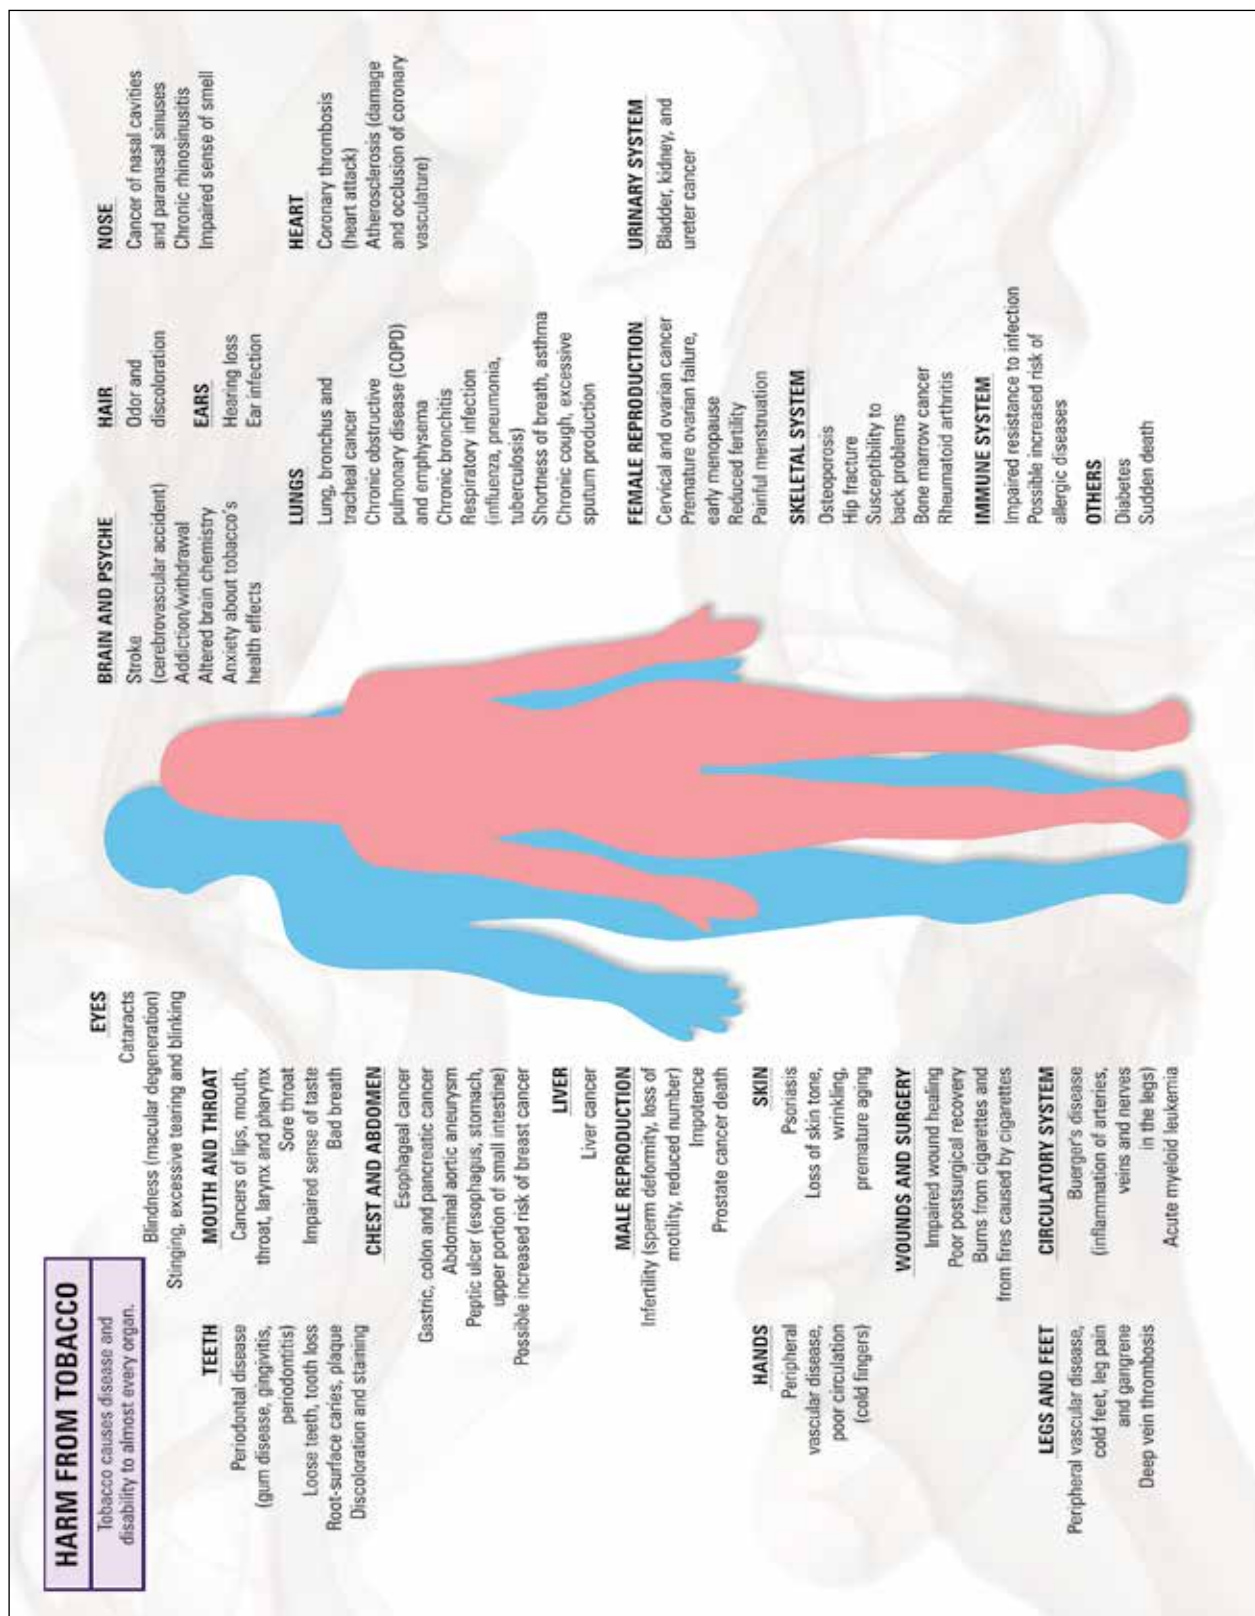 HARM FROM TOBACCO
Tobacco causes disease and
disability to almost every organ.
EYES
Cataracts
Blindness (macular degeneration)
Stinging, excessive tearing and blinking
TEETH
Periodontal disease
(gum disease, gingivitis,
periodontitis)
Loose teeth, tooth loss
Root-surface caries, plaque
Discoloration and staining
MOUTH AND THROAT
Cancers of lips, mouth,
throat, larynx and pharynx
Sore throat
Impaired sense of taste
Bad breath
CHEST AND ABDOMEN
Esophageal cancer
Gastric, colon and pancreatic cancer
Abdominal aortic aneurysm
Peptic ulcer (esophagus, stomach,
upper portion of small intestine)
Possible increased risk of breast cancer
LIVER
Liver cancer
MALE REPRODUCTION
Infertility (sperm deformity, loss of
motility, reduced number)
Impotence
Prostate cancer death
HANDS
Peripheral
vascular disease,
poor circulation
(cold fingers)
SKIN
Psoriasis
Loss of skin tone,
wrinkling,
premature aging
WOUNDS AND SURGERY
Impaired wound healing
Poor postsurgical recovery
Burns from cigarettes and
from fires caused by cigarettes
LEGS AND FEET
Peripheral vascular disease,
cold feet, leg pain
and gangrene
Deep vein thrombosis
CIRCULATORY SYSTEM
Buerger's disease
(inflammation of arteries,
veins and nerves
in the legs)
Acute myeloid leukemia
BRAIN AND PSYCHE
Stroke
(cerebrovascular accident)
Addiction/withdrawal
Altered brain chemistry
Anxiety about tobacco's
health effects
HAIR
Odor and
discoloration
EARS
Hearing loss
Ear infection
NOSE
Cancer of nasal cavities
and paranasal sinuses
Chronic rhinosinusitis
Impaired sense of smell
LUNGS
Lung, bronchus and
tracheal cancer
Chronic obstructive
pulmonary disease (COPD)
and emphysema
Chronic bronchitis
Respiratory infection
(influenza, pneumonia,
tuberculosis)
Shortness of breath, asthma
Chronic cough, excessive
sputum production
HEART
Coronary thrombosis
(heart attack)
Atherosclerosis (damage
and occlusion of coronary
vasculature)
FEMALE REPRODUCTION
Cervical and ovarian cancer
Premature ovarian failure,
early menopause
Reduced fertility
Painful menstruation
URINARY SYSTEM
Bladder, kidney, and
ureter cancer
SKELETAL SYSTEM
Osteoporosis
Hip fracture
Susceptibility to
back problems
Bone marrow cancer
Rheumatoid arthritis
IMMUNE SYSTEM
Impaired resistance to infection
Possible increased risk of
allergic diseases
OTHERS
Diabetes
Sudden death